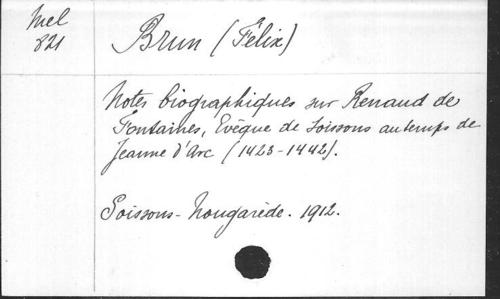 Mel
821
Brun (Félix)
Notes biographiques sur Renaud de
Fontaines, Evèque de Soissons au temps de
Jeanne d'Arc (1423-1442).
Soissons - Nougarède. 1912.